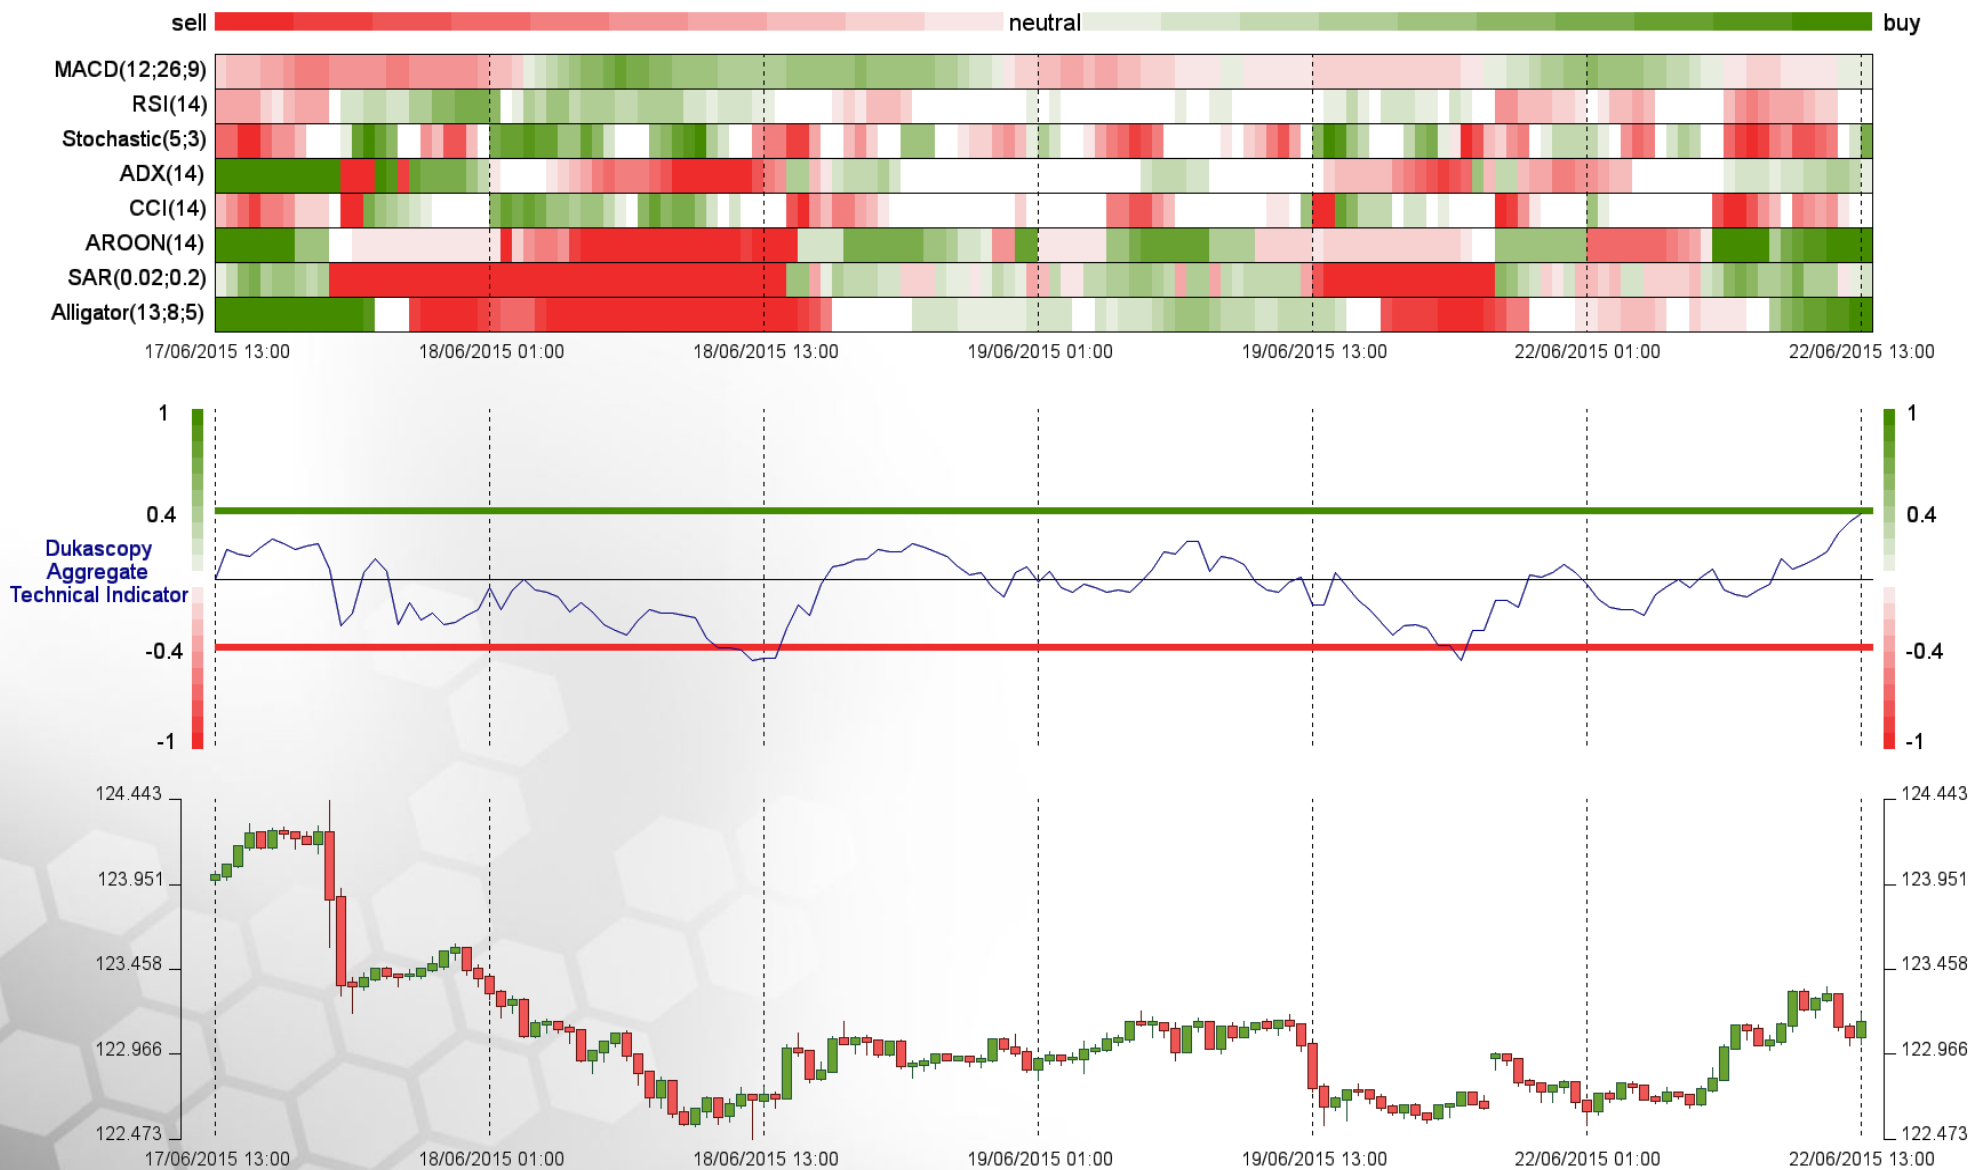 sell neutral buy
MACD(12;26;9)
RSI(14)
Stochastic(5;3)
ADX(14)
CCI(14)
AROON(14)
SAR(0.02;0.2)
Alligator(13;8;5)
17/06/2015 13:00 18/06/2015 01:00 18/06/2015 13:00 19/06/2015 01:00 19/06/2015 13:00 22/06/2015 01:00 22/06/2015 13:00
1 1
0.4 0.4
Dukascopy
Aggregate
Technical Indicator
-0.4 -0.4
-1 -1
124.443 124.443
123.951 123.951
123.458 123.458
122.966 122.966
122.473 122.473
17/06/2015 13:00 18/06/2015 01:00 18/06/2015 13:00 19/06/2015 01:00 19/06/2015 13:00 22/06/2015 01:00 22/06/2015 13:00